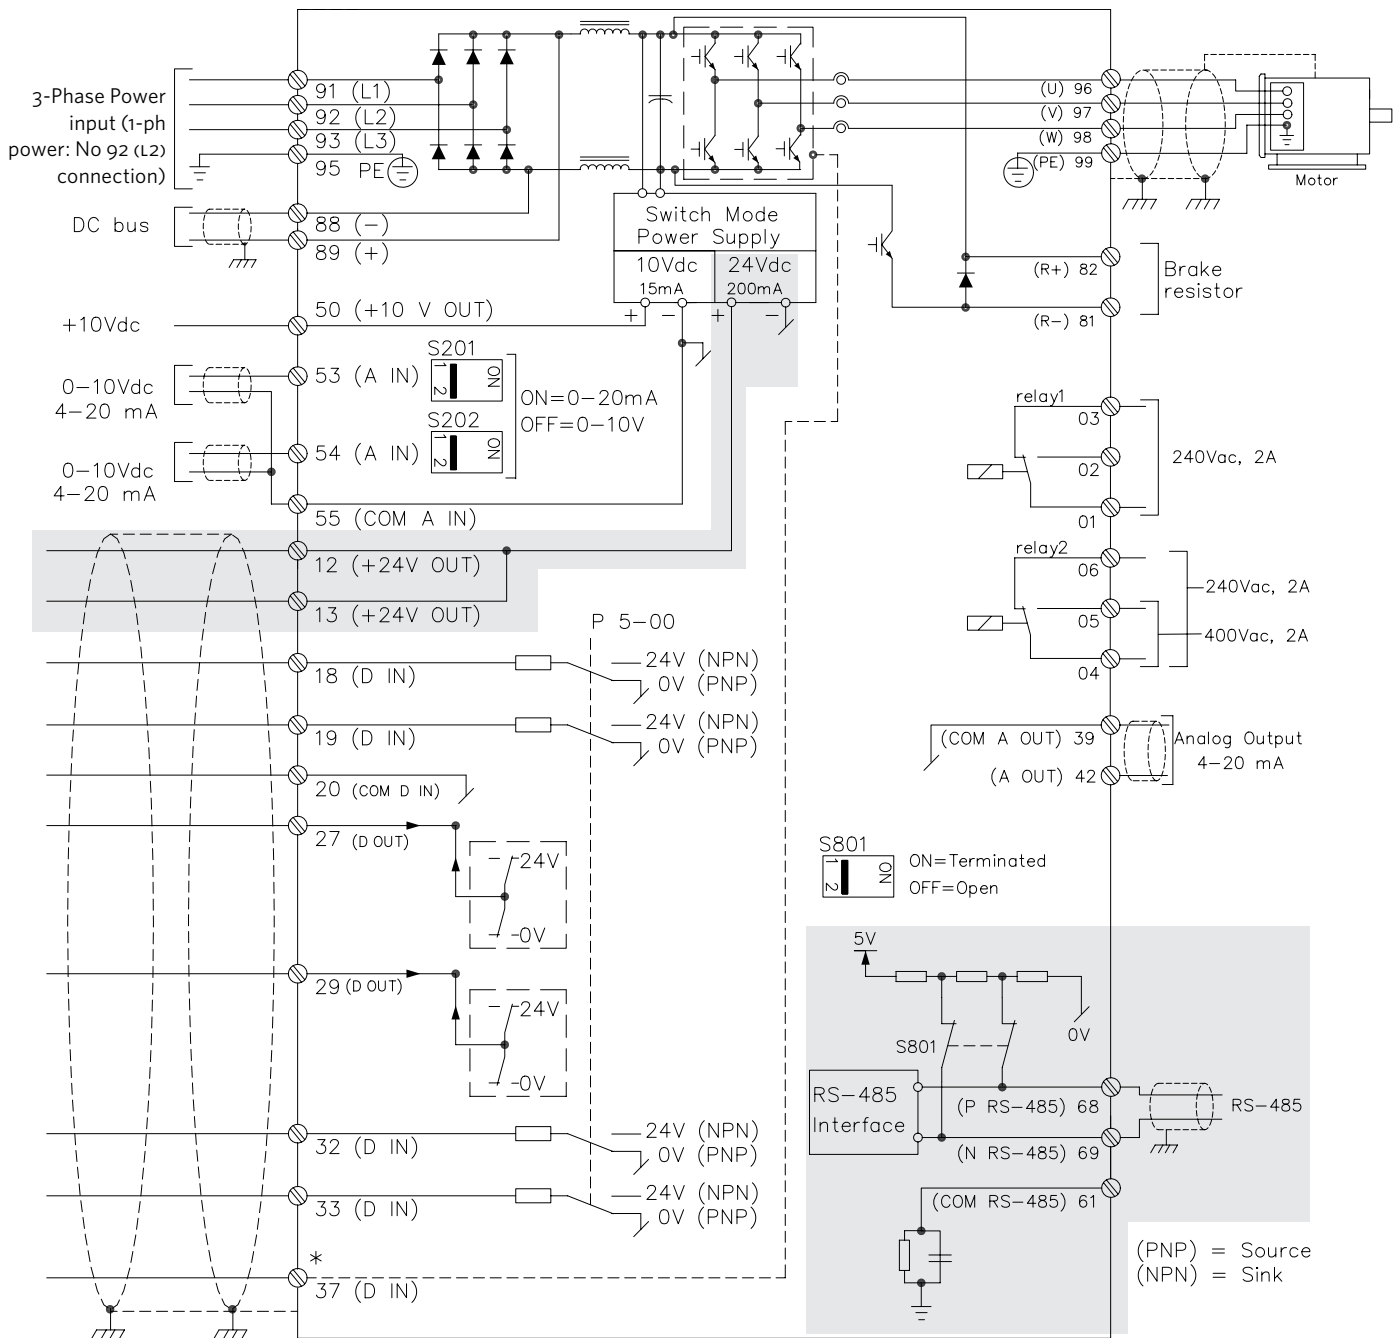 3-Phase Power
input (1-ph
power: No 92 (L2)
connection)
91 (L1)
92 (L2)
93 (L3)
95 PE
DC bus
88 (-)
89 (+)
+10Vdc
50 (+10 V OUT)
0-10Vdc
4-20 mA
53 (A IN)
S201
1 2 ON
S202
1 2 ON
ON=0-20mA
OFF=0-10V
0-10Vdc
4-20 mA
54 (A IN)
55 (COM A IN)
12 (+24V OUT)
13 (+24V OUT)
P 5-00
18 (D IN)
24V (NPN)
0V (PNP)
19 (D IN)
24V (NPN)
0V (PNP)
20 (COM D IN)
27 (D OUT)
24V
0V
29 (D OUT)
24V
0V
32 (D IN)
24V (NPN)
0V (PNP)
33 (D IN)
24V (NPN)
0V (PNP)
*
37 (D IN)
Switch Mode
Power Supply
10Vdc
15mA
24Vdc
200mA
+ - + -
(U) 96
(V) 97
(W) 98
(PE) 99
Motor
(R+) 82
(R-) 81
Brake
resistor
relay1
03
02
01
240Vac, 2A
relay2
06
05
04
240Vac, 2A
400Vac, 2A
(COM A OUT) 39
(A OUT) 42
Analog Output
4-20 mA
S801
1 2 ON
ON=Terminated
OFF=Open
5V
0V
S801
RS-485
Interface
(P RS-485) 68
(N RS-485) 69
RS-485
(COM RS-485) 61
(PNP) = Source
(NPN) = Sink